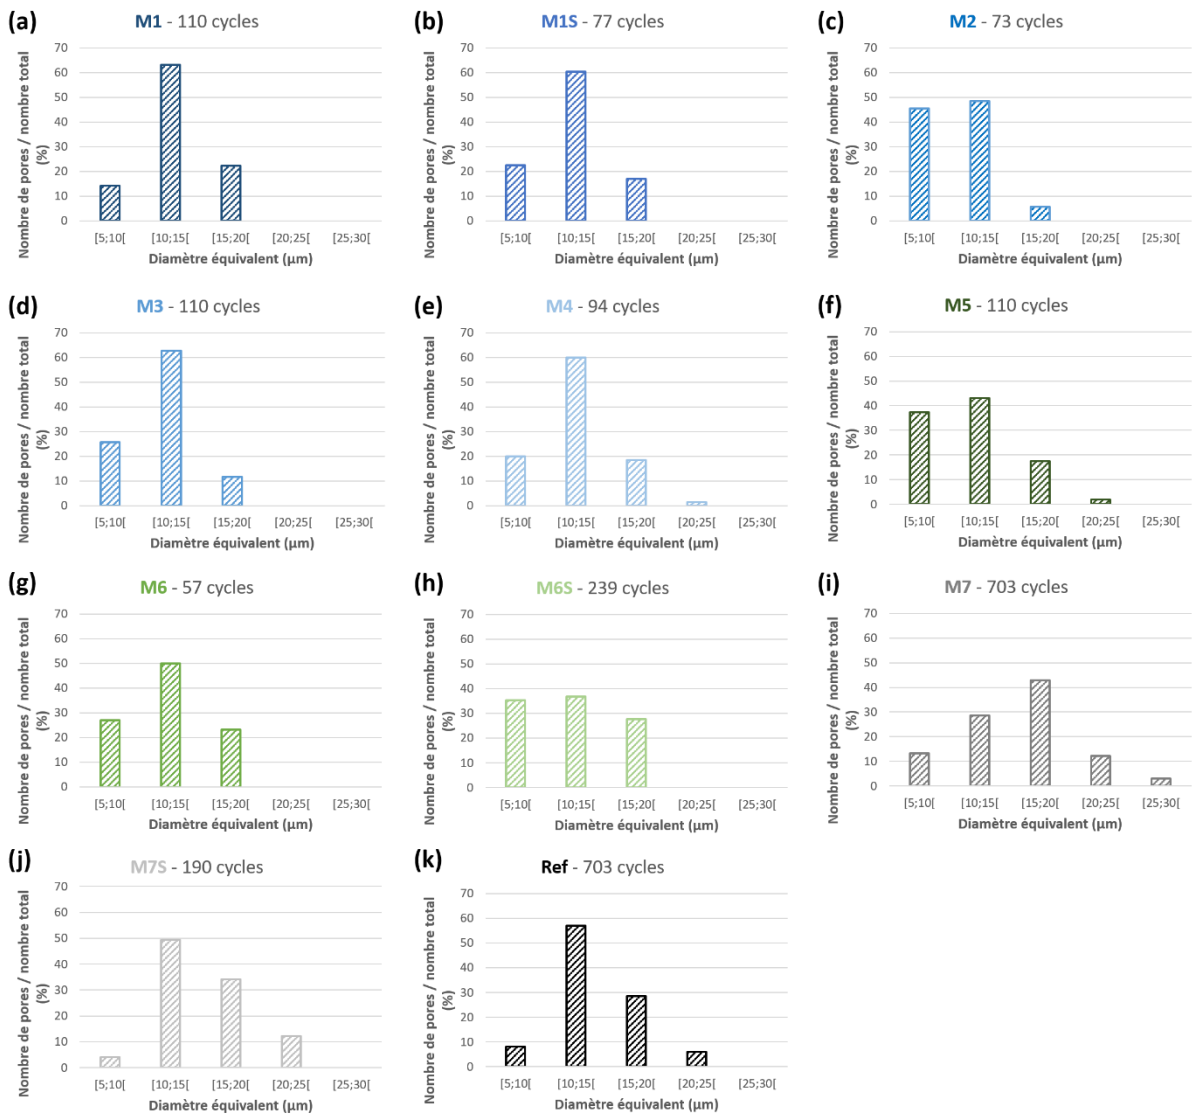 (a) M1 - 110 cycles
Nombre de pores / nombre total
(%)
70
60
50
40
30
20
10
0
[5;10[ [10;15[ [15;20[ [20;25[ [25;30[
Diamètre équivalent (µm)
(b) M1S - 77 cycles
Nombre de pores / nombre total
(%)
70
60
50
40
30
20
10
0
[5;10[ [10;15[ [15;20[ [20;25[ [25;30[
Diamètre équivalent (µm)
(c) M2 - 73 cycles
Nombre de pores / nombre total
(%)
70
60
50
40
30
20
10
0
[5;10[ [10;15[ [15;20[ [20;25[ [25;30[
Diamètre équivalent (µm)
(d) M3 - 110 cycles
Nombre de pores / nombre total
(%)
70
60
50
40
30
20
10
0
[5;10[ [10;15[ [15;20[ [20;25[ [25;30[
Diamètre équivalent (µm)
(e) M4 - 94 cycles
Nombre de pores / nombre total
(%)
70
60
50
40
30
20
10
0
[5;10[ [10;15[ [15;20[ [20;25[ [25;30[
Diamètre équivalent (µm)
(f) M5 - 110 cycles
Nombre de pores / nombre total
(%)
70
60
50
40
30
20
10
0
[5;10[ [10;15[ [15;20[ [20;25[ [25;30[
Diamètre équivalent (µm)
(g) M6 - 57 cycles
Nombre de pores / nombre total
(%)
70
60
50
40
30
20
10
0
[5;10[ [10;15[ [15;20[ [20;25[ [25;30[
Diamètre équivalent (µm)
(h) M6S - 239 cycles
Nombre de pores / nombre total
(%)
70
60
50
40
30
20
10
0
[5;10[ [10;15[ [15;20[ [20;25[ [25;30[
Diamètre équivalent (µm)
(i) M7 - 703 cycles
Nombre de pores / nombre total
(%)
70
60
50
40
30
20
10
0
[5;10[ [10;15[ [15;20[ [20;25[ [25;30[
Diamètre équivalent (µm)
(j) M7S - 190 cycles
Nombre de pores / nombre total
(%)
70
60
50
40
30
20
10
0
[5;10[ [10;15[ [15;20[ [20;25[ [25;30[
Diamètre équivalent (µm)
(k) Ref - 703 cycles
Nombre de pores / nombre total
(%)
70
60
50
40
30
20
10
0
[5;10[ [10;15[ [15;20[ [20;25[ [25;30[
Diamètre équivalent (µm)